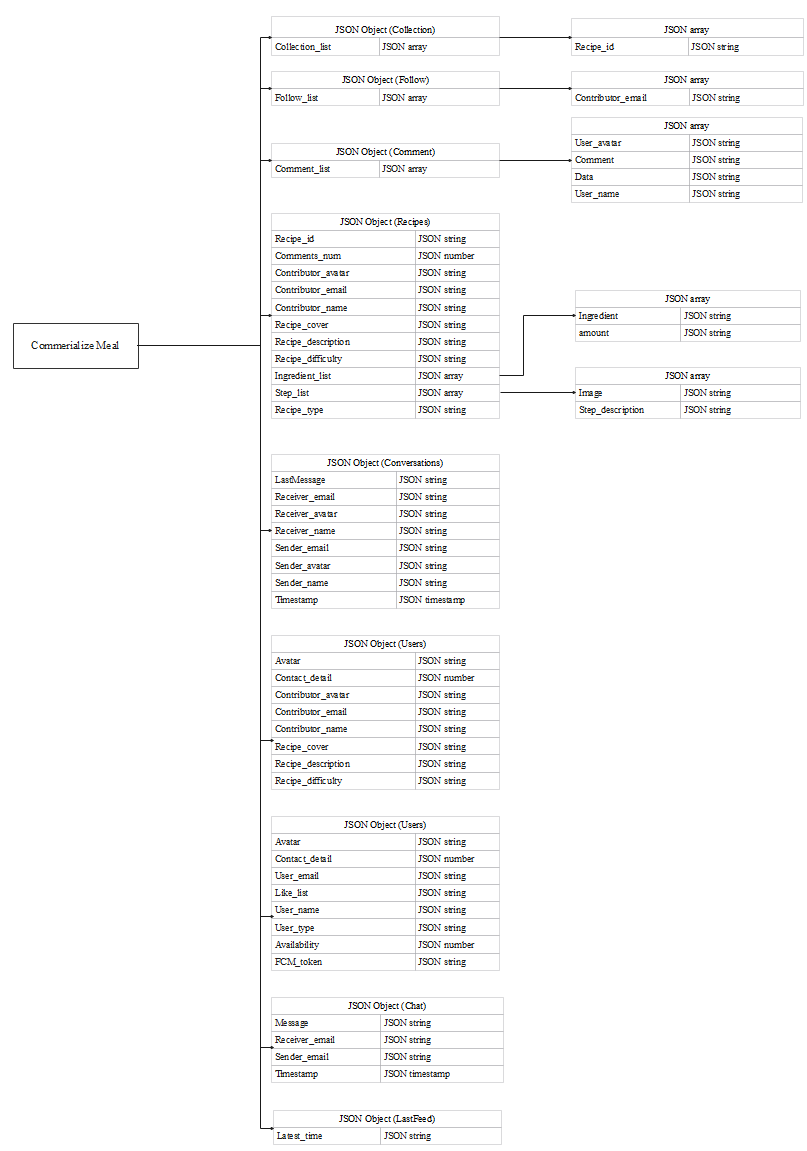 JSON Object (Collection)
Collection_list JSON array
JSON array
Recipe_id JSON string
JSON Object (Follow)
Follow_list JSON array
JSON array
Contributor_email JSON string
JSON Object (Comment)
Comment_list JSON array
JSON array
User_avatar JSON string
Comment JSON string
Data JSON string
User_name JSON string
JSON Object (Recipes)
Recipe_id JSON string
Comments_num JSON number
Contributor_avatar JSON string
Contributor_email JSON string
Contributor_name JSON string
Recipe_cover JSON string
Recipe_description JSON string
Recipe_difficulty JSON string
Ingredient_list JSON array
Step_list JSON array
Recipe_type JSON string
JSON array
Ingredient JSON string
amount JSON string
JSON array
Image JSON string
Step_description JSON string
Commerialize Meal
JSON Object (Conversations)
LastMessage JSON string
Receiver_email JSON string
Receiver_avatar JSON string
Receiver_name JSON string
Sender_email JSON string
Sender_avatar JSON string
Sender_name JSON string
Timestamp JSON timestamp
JSON Object (Users)
Avatar JSON string
Contact_detail JSON number
Contributor_avatar JSON string
Contributor_email JSON string
Contributor_name JSON string
Recipe_cover JSON string
Recipe_description JSON string
Recipe_difficulty JSON string
JSON Object (Users)
Avatar JSON string
Contact_detail JSON number
User_email JSON string
Like_list JSON string
User_name JSON string
User_type JSON string
Availability JSON number
FCM_token JSON string
JSON Object (Chat)
Message JSON string
Receiver_email JSON string
Sender_email JSON string
Timestamp JSON timestamp
JSON Object (LastFeed)
Latest_time JSON string